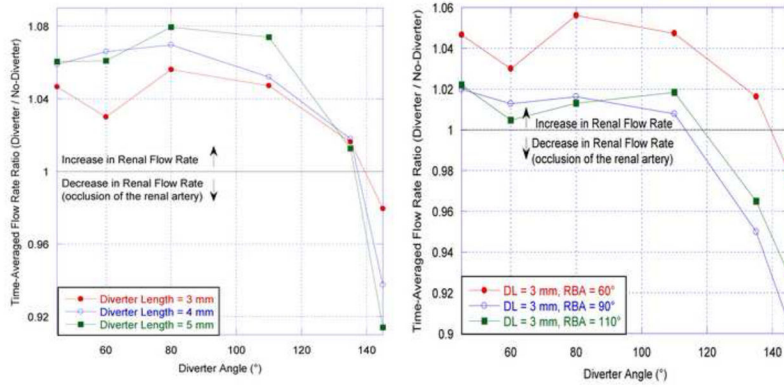 Time-Averaged Flow Rate Ratio (Diverter / No-Diverter)
1.08
1.04
1
0.96
0.92
Increase in Renal Flow Rate
Decrease in Renal Flow Rate
(occlusion of the renal artery)
Diverter Length = 3 mm
Diverter Length = 4 mm
Diverter Length = 5 mm
60 80 100 120 140
Diverter Angle (°)
Time-Averaged Flow Rate Ratio (Diverter / No-Diverter)
1.06
1.04
1.02
1
0.98
0.96
0.94
0.92
0.9
Increase in Renal Flow Rate
Decrease in Renal Flow Rate
(occlusion of the renal artery)
DL = 3 mm, RBA = 60°
DL = 3 mm, RBA = 90°
DL = 3 mm, RBA = 110°
60 80 100 120 140
Diverter Angle (°)